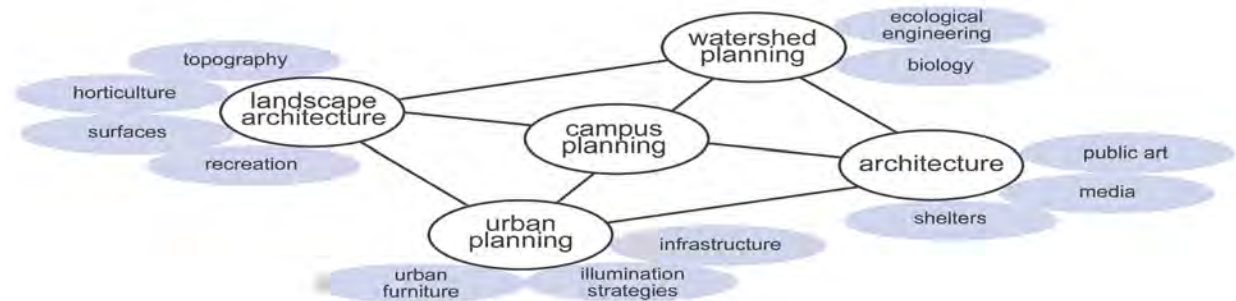 ecological
engineering
watershed
planning
biology
topography
horticulture
landscape
architecture
surfaces
recreation
campus
planning
architecture
public art
media
shelters
urban
planning
infrastructure
urban
furniture
illumination
strategies